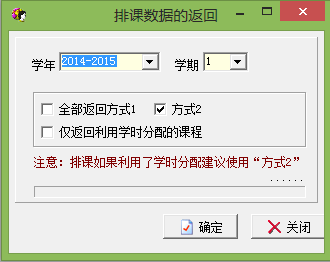 排课数据的返回
学年 2014-2015 学期 1
全部返回方式1 方式2
仅返回利用学时分配的课程
注意：排课如果利用了学时分配建议使用“方式2”
......
确定 关闭